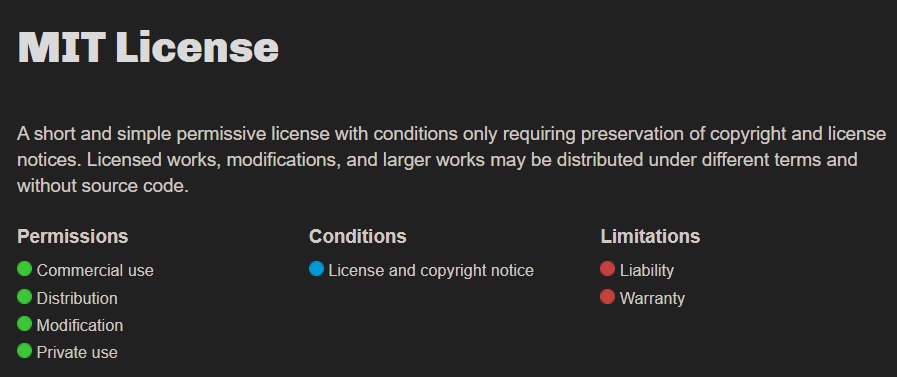 MIT License
A short and simple permissive license with conditions only requiring preservation of copyright and license
notices. Licensed works, modifications, and larger works may be distributed under different terms and
without source code.
Permissions
Commercial use
Distribution
Modification
Private use
Conditions
License and copyright notice
Limitations
Liability
Warranty